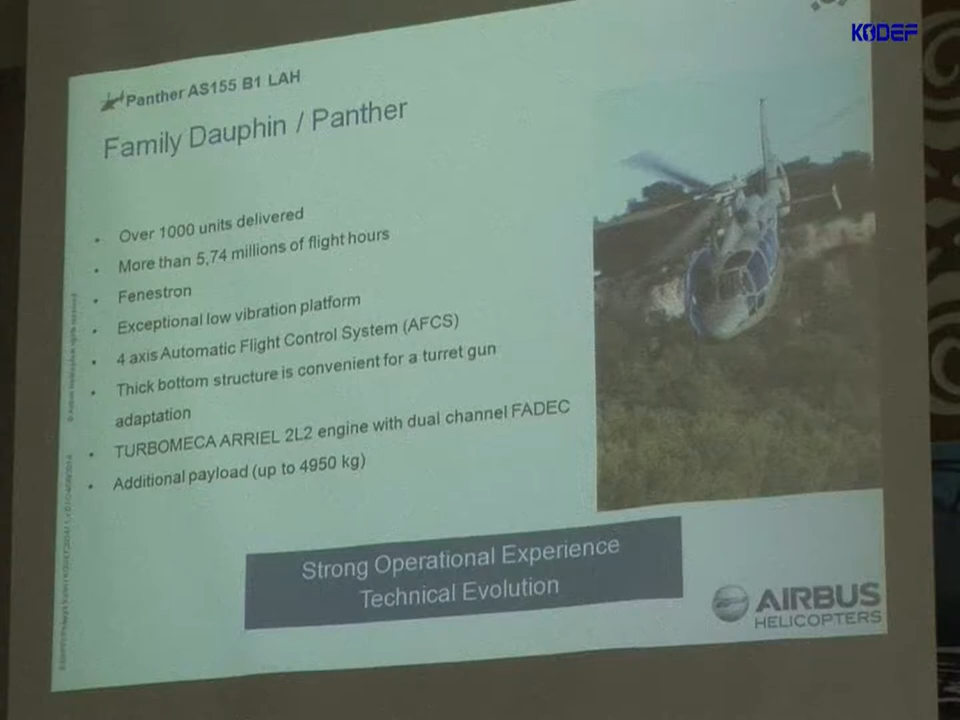 KODEF
Panther AS155 B1 LAH
Family Dauphin / Panther
• Over 1000 units delivered
• More than 5,74 millions of flight hours
• Fenestron
• Exceptional low vibration platform
• 4 axis Automatic Flight Control System (AFCS)
• Thick bottom structure is convenient for a turret gun
adaptation
• TURBOMECA ARRIEL 2L2 engine with dual channel FADEC
• Additional payload (up to 4950 kg)
Strong Operational Experience
Technical Evolution
AIRBUS
HELICOPTERS